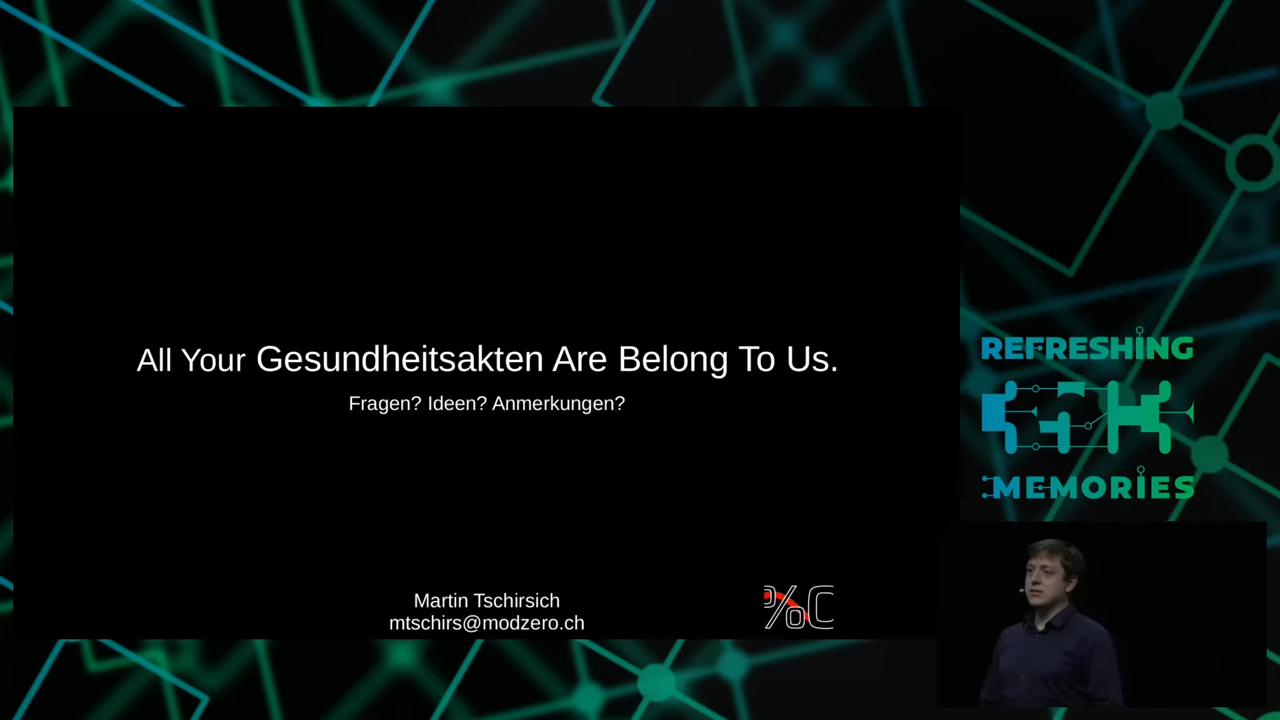 All Your Gesundheitsakten Are Belong To Us.
Fragen? Ideen? Anmerkungen?
Martin Tschirsich
mtschirs@modzero.ch
%C
REFRESHING
MEMORIES